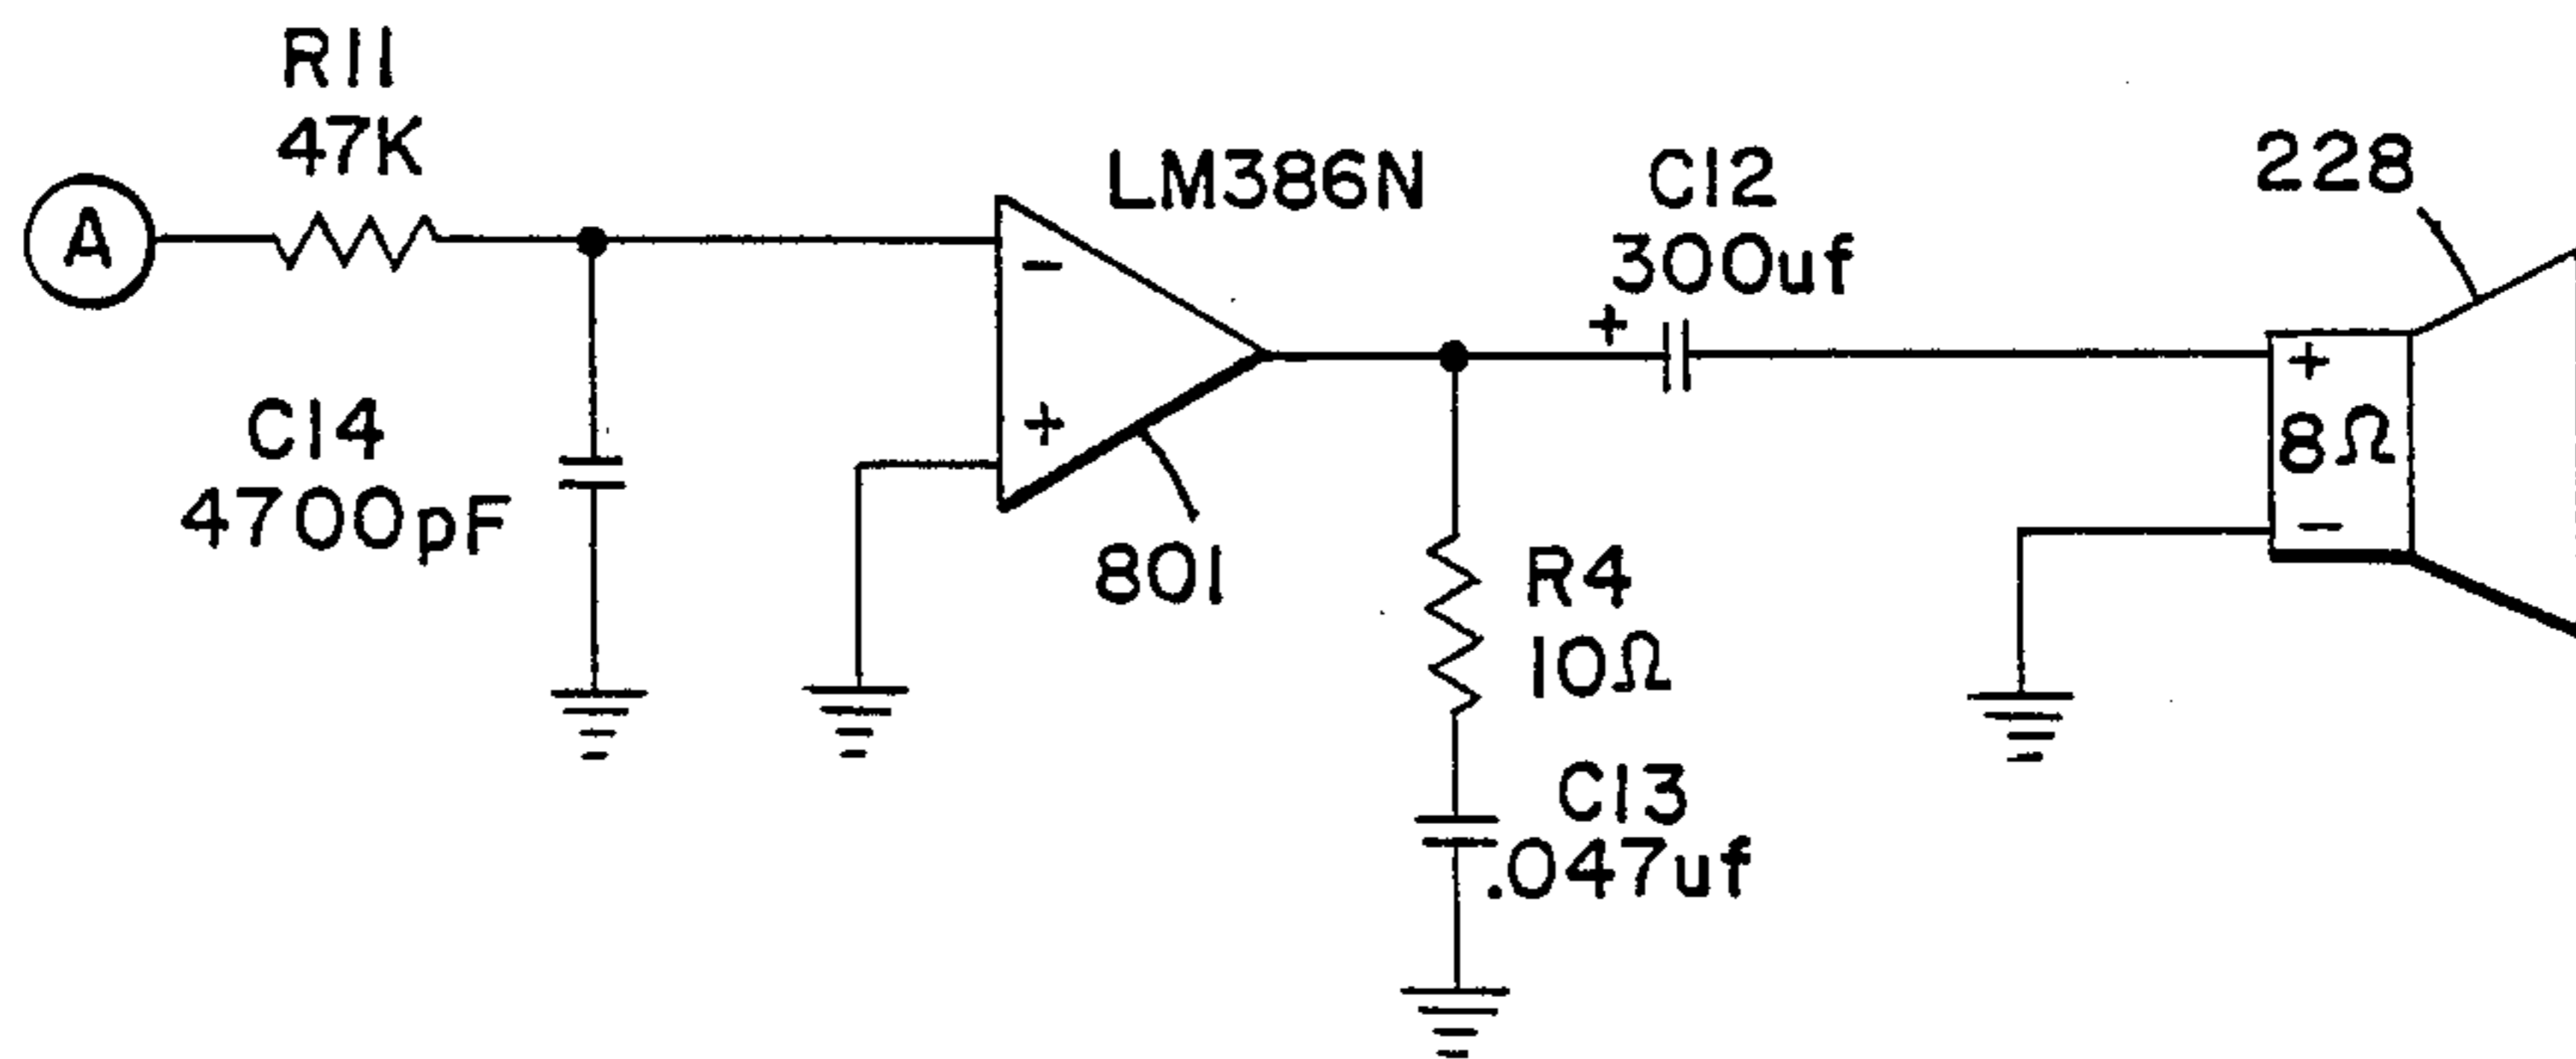 R11
47K
A
C14
4700pF
-
+
LM386N
801
C12
300uf
+
R4
10Ω
C13
.047uf
228
+
8Ω
-